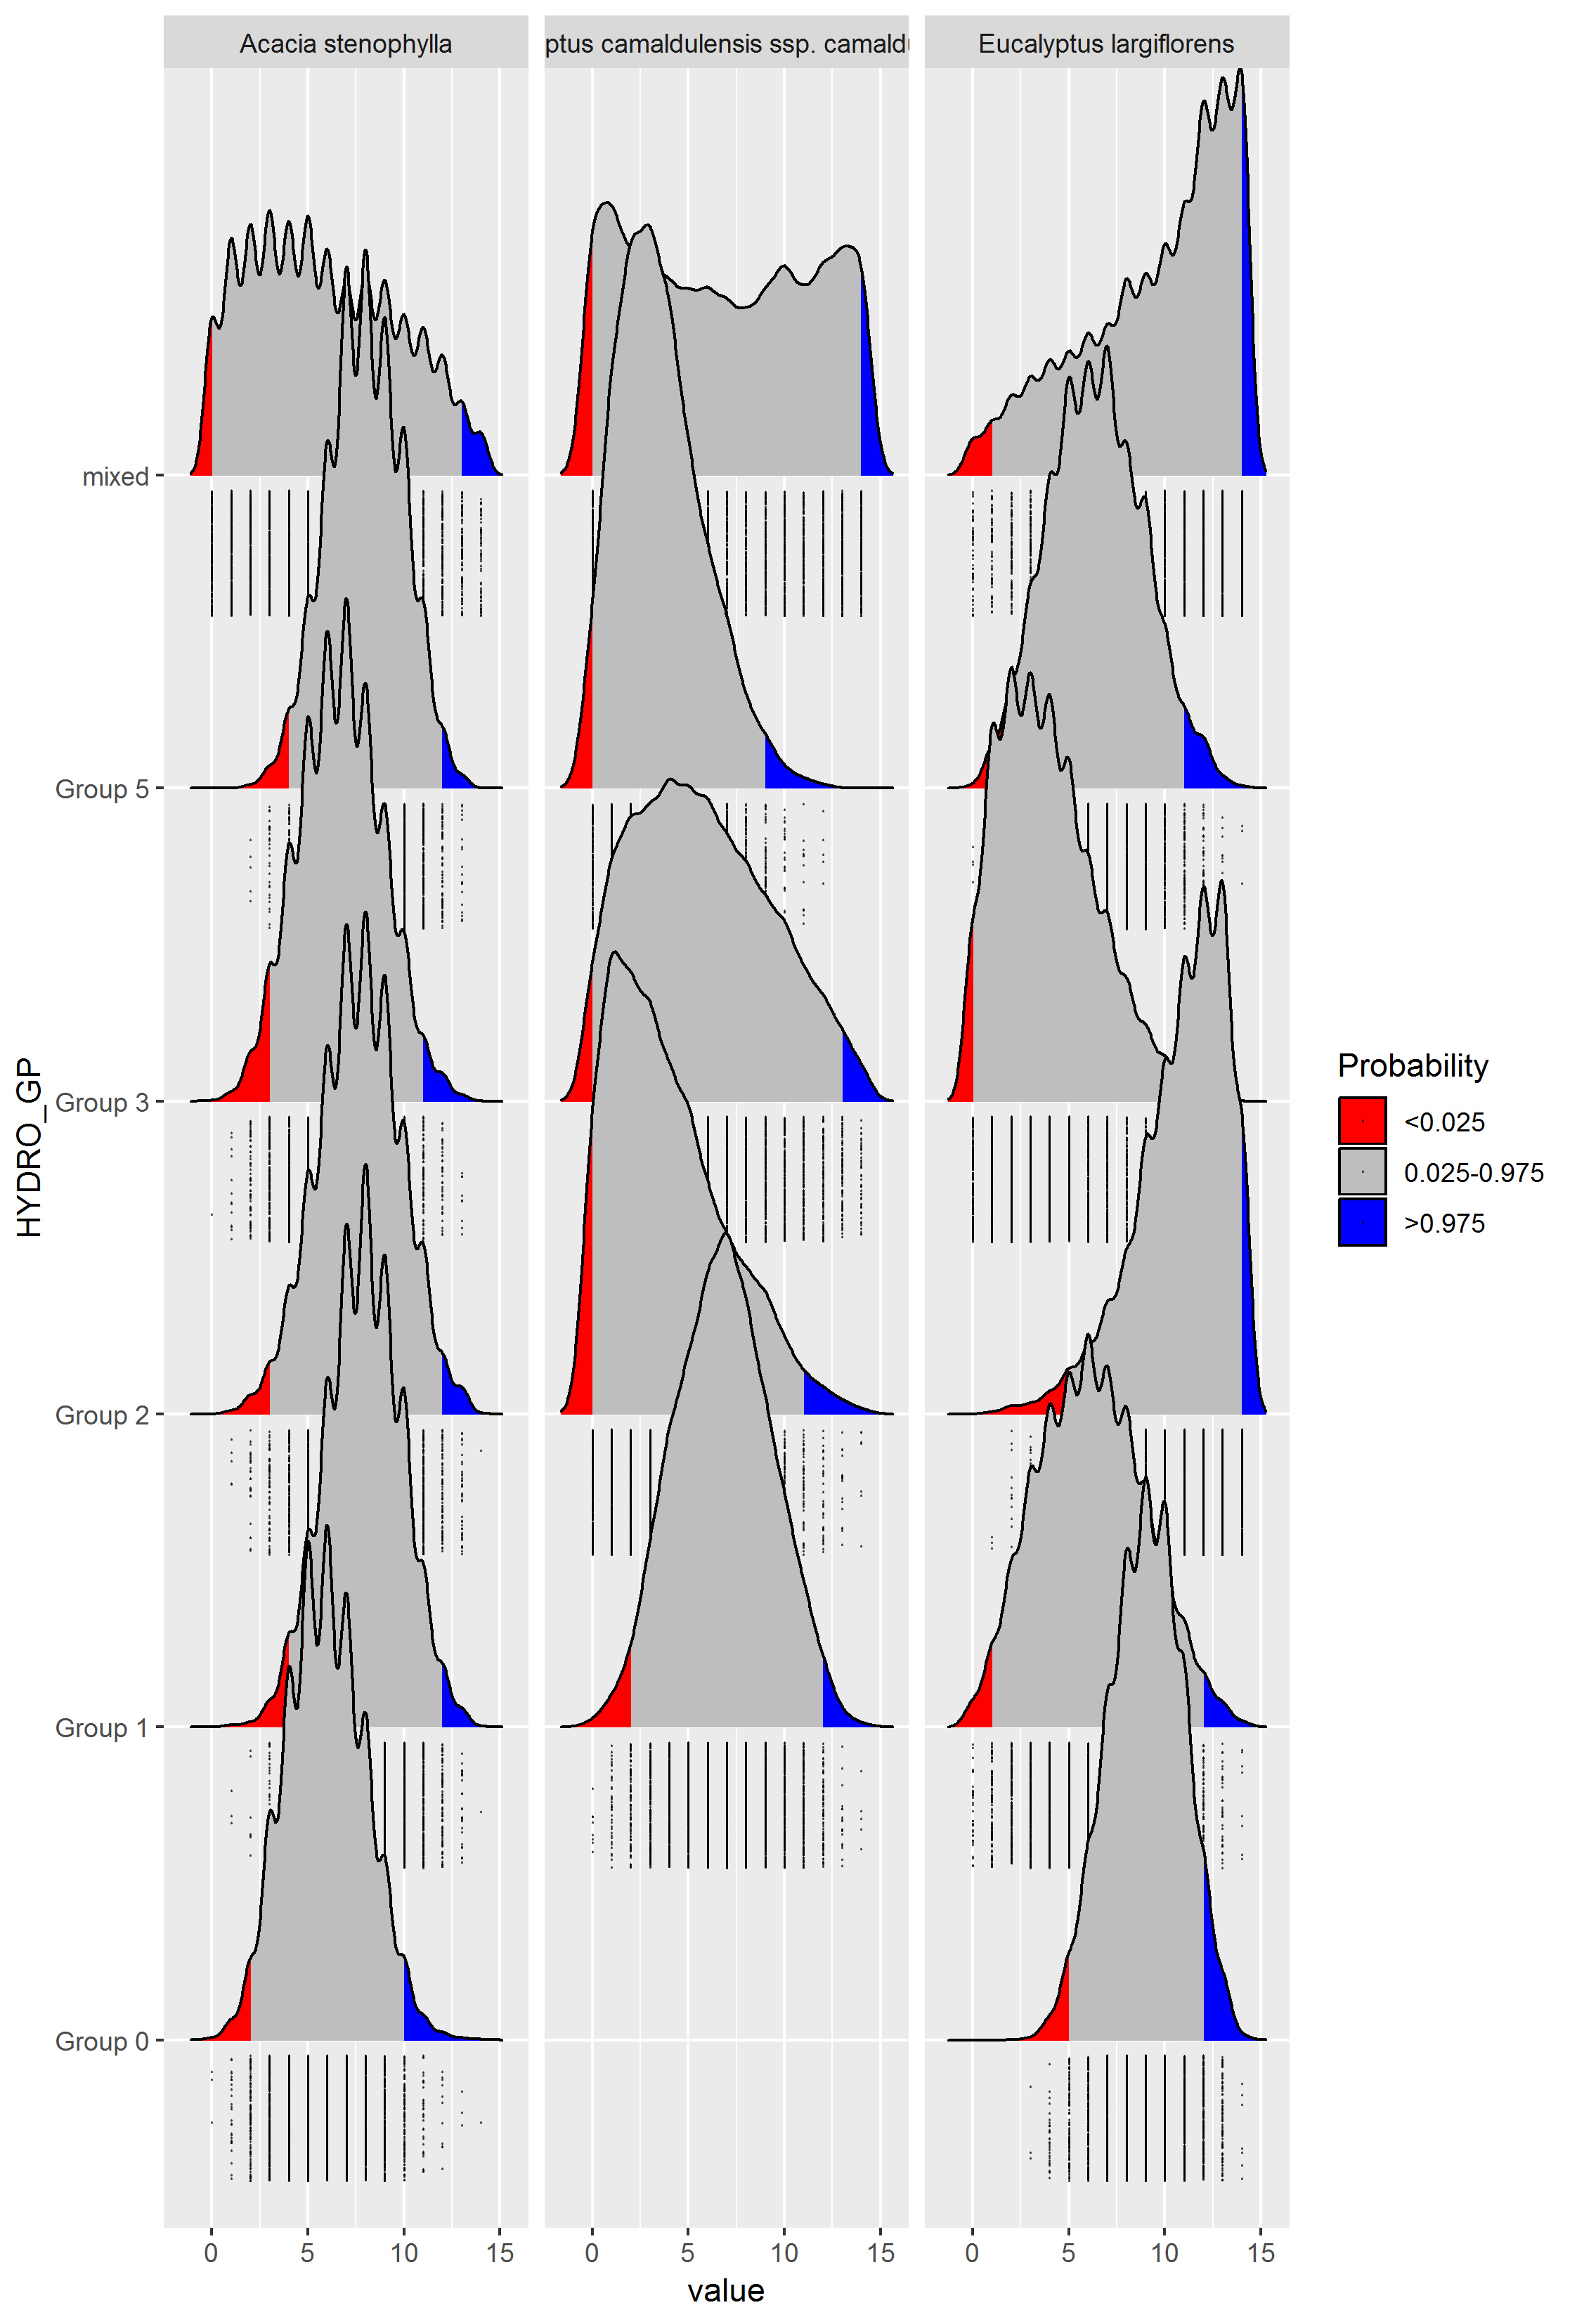 Acacia stenophylla
ptus camaldulensis ssp. camald
Eucalyptus largiflorens
HYDRO_GP
mixed
Group 5
Group 3
Group 2
Group 1
Group 0
0 5 10 15
0 5 10 15
0 5 10 15
value
Probability
<0.025
0.025-0.975
>0.975